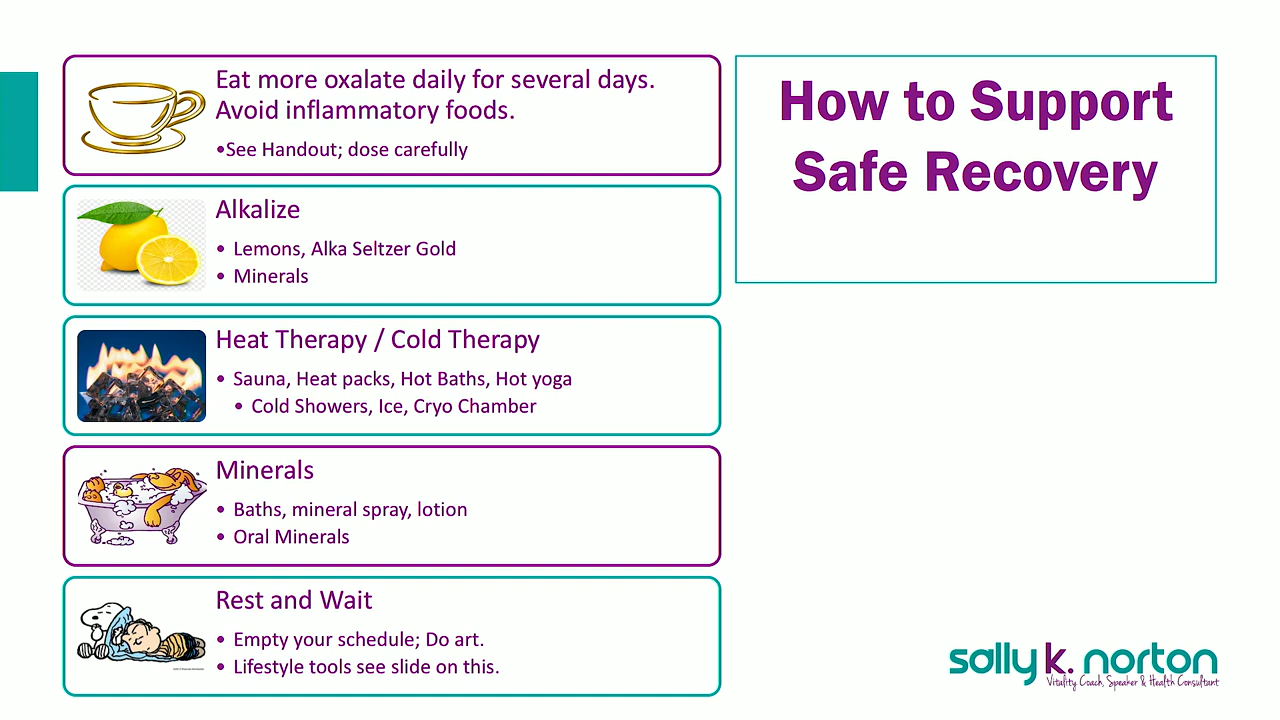 Eat more oxalate daily for several days.
Avoid inflammatory foods.
•See Handout; dose carefully
Alkalize
• Lemons, Alka Seltzer Gold
• Minerals
Heat Therapy / Cold Therapy
• Sauna, Heat packs, Hot Baths, Hot yoga
• Cold Showers, Ice, Cryo Chamber
Minerals
• Baths, mineral spray, lotion
• Oral Minerals
Rest and Wait
• Empty your schedule; Do art.
• Lifestyle tools see slide on this.
How to Support
Safe Recovery
sally k. norton
Vitality Coach, Speaker & Health Consultant